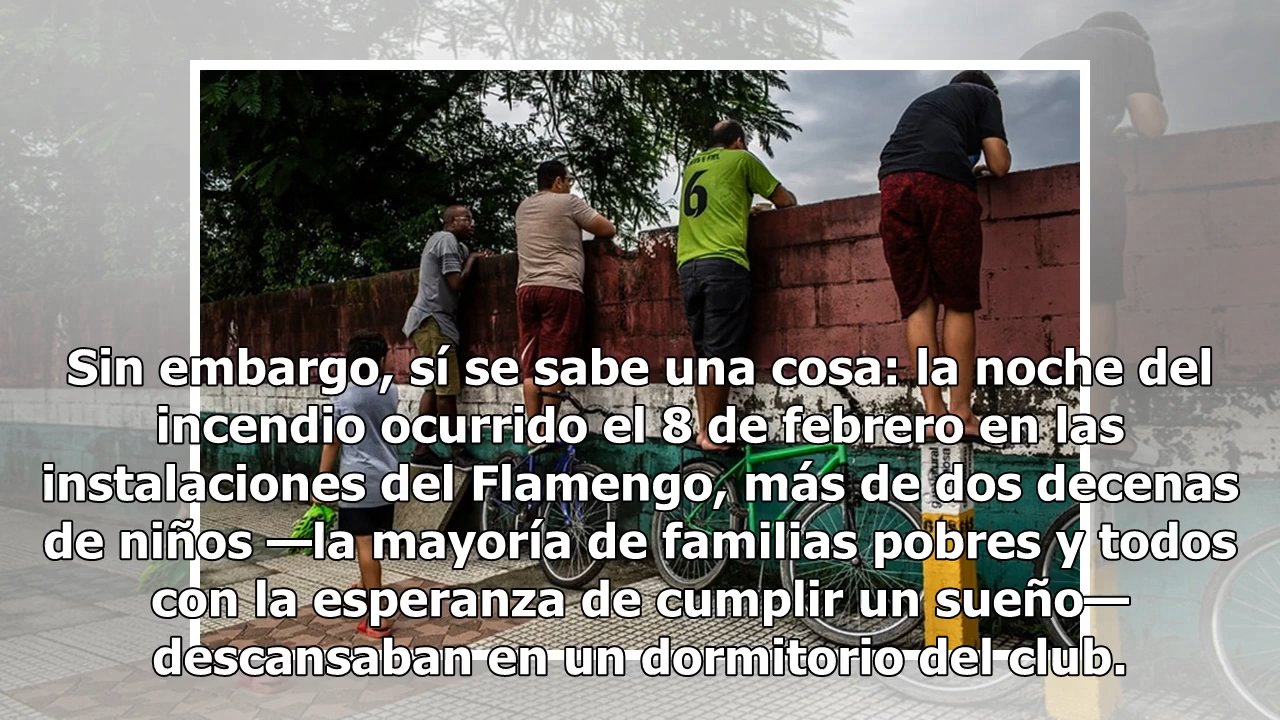 6
Sin embargo, sí se sabe una cosa: la noche del
incendio ocurrido el 8 de febrero en las
instalaciones del Flamengo, más de dos decenas
de niños —la mayoría de familias pobres y todos
con la esperanza de cumplir un sueño—
descansaban en un dormitorio del club.